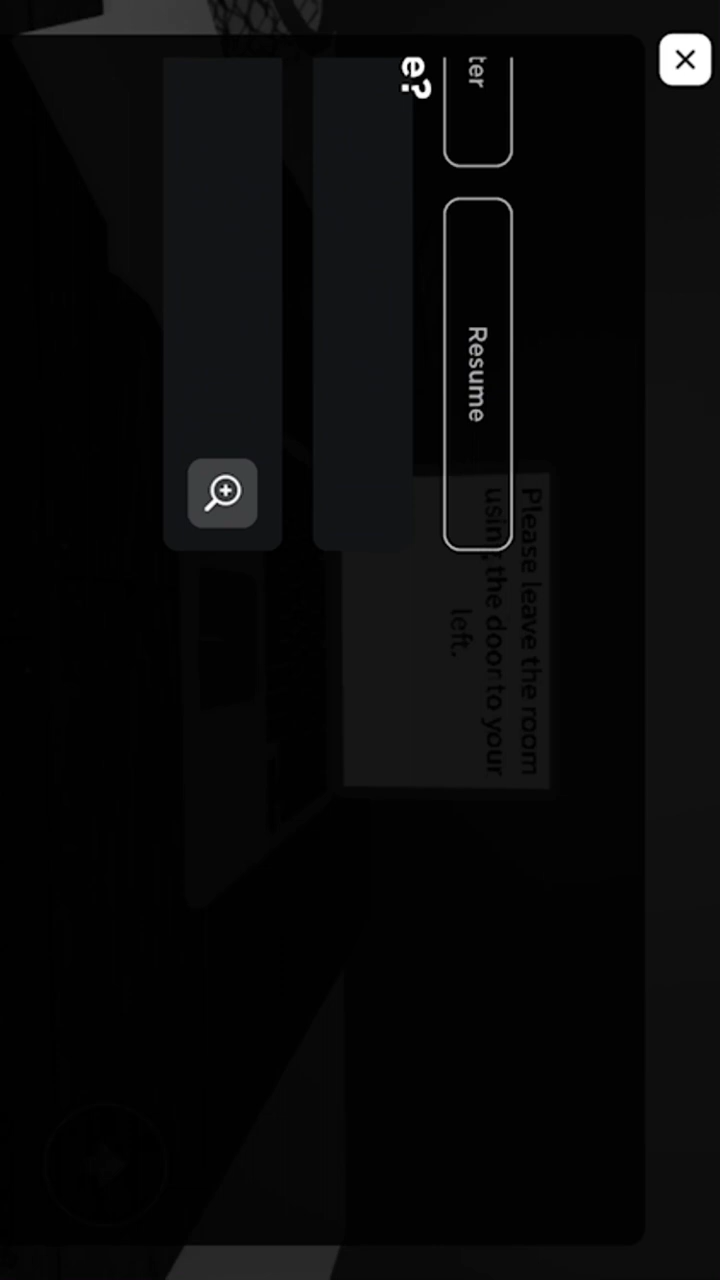 ter
Resume
e?
Please leave the room
using the door to your
left.